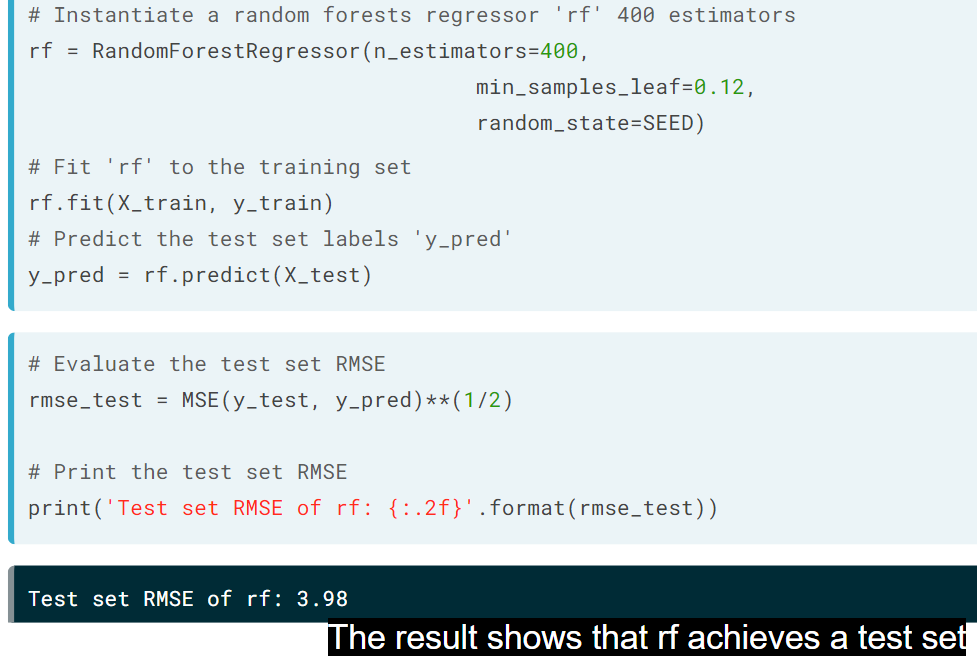 # Instantiate a random forests regressor 'rf' 400 estimators
rf = RandomForestRegressor(n_estimators=400,
min_samples_leaf=0.12,
random_state=SEED)
# Fit 'rf' to the training set
rf.fit(X_train, y_train)
# Predict the test set labels 'y_pred'
y_pred = rf.predict(X_test)
# Evaluate the test set RMSE
rmse_test = MSE(y_test, y_pred)**(1/2)
# Print the test set RMSE
print('Test set RMSE of rf: {:.2f}'.format(rmse_test))
Test set RMSE of rf: 3.98
The result shows that rf achieves a test set